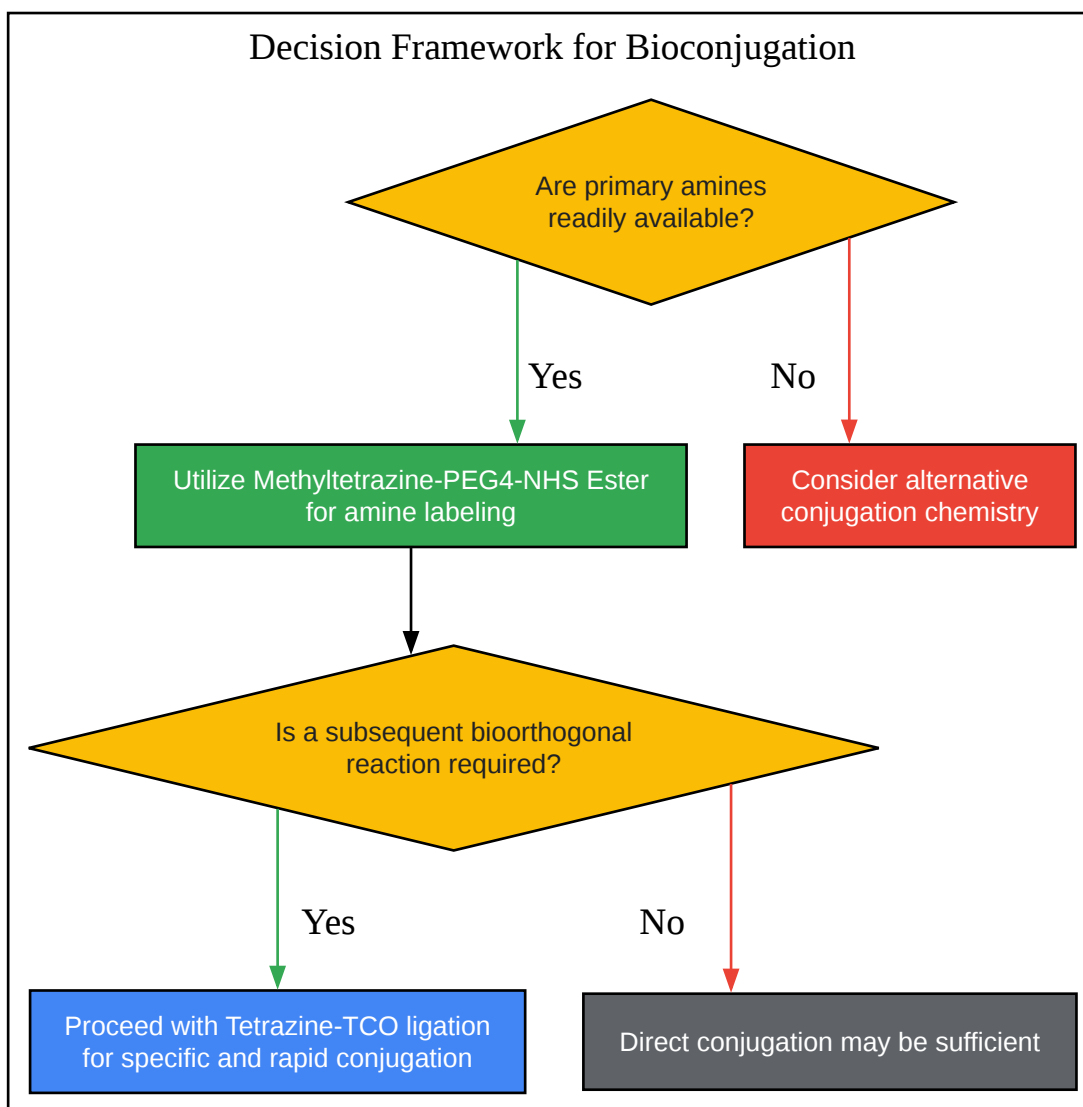 Decision Framework for Bioconjugation
Are primary amines
readily available?
Yes
No
Utilize Methyltetrazine-PEG4-NHS Ester
for amine labeling
Consider alternative
conjugation chemistry
Is a subsequent bioorthogonal
reaction required?
Yes
No
Proceed with Tetrazine-TCO ligation
for specific and rapid conjugation
Direct conjugation may be sufficient